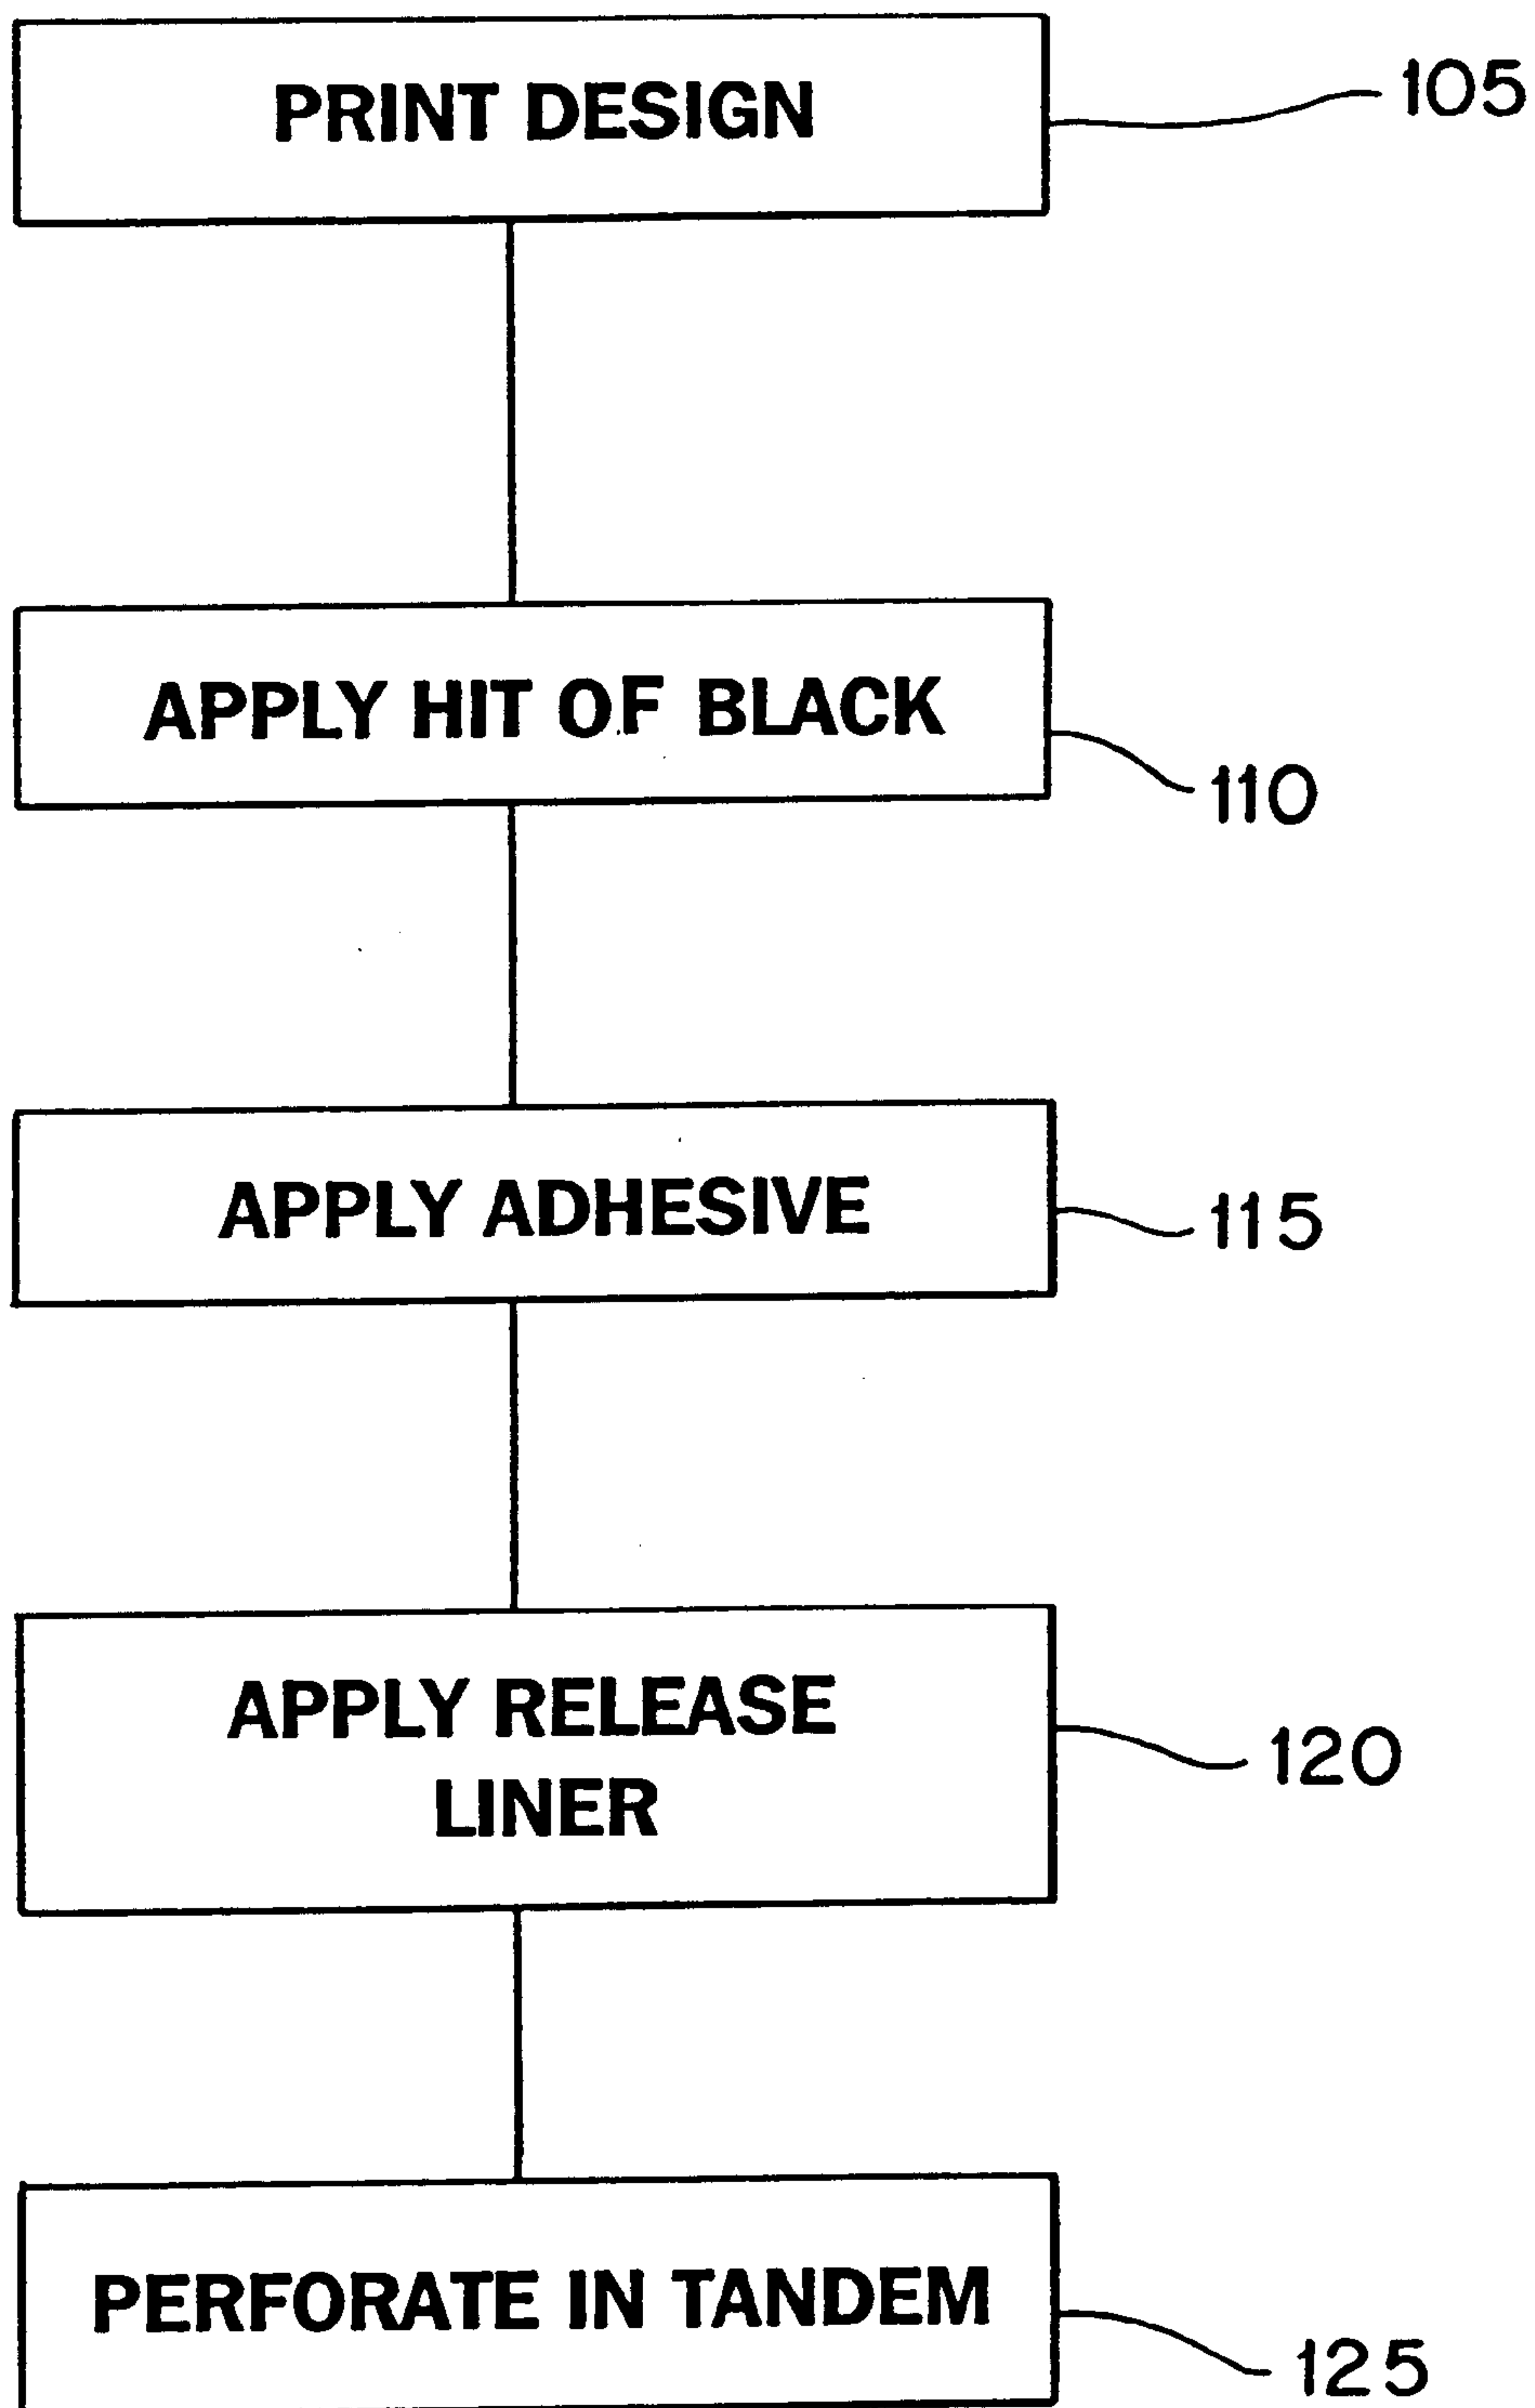 PRINT DESIGN
105
APPLY HIT OF BLACK
110
APPLY ADHESIVE
115
APPLY RELEASE
LINER
120
PERFORATE IN TANDEM
125